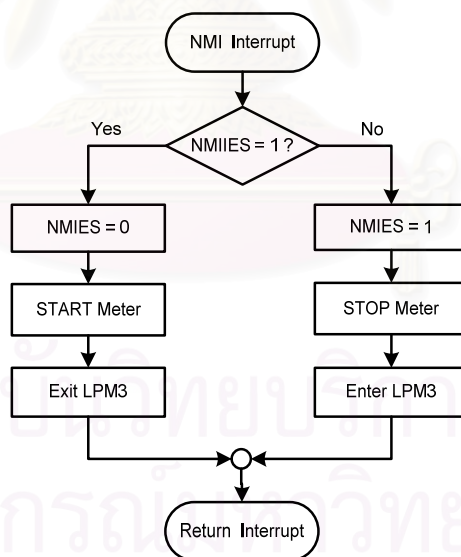 NMI Interrupt
Yes
NMIIES = 1 ?
No
NMIES = 0
NMIES = 1
START Meter
STOP Meter
Exit LPM3
Enter LPM3
Return Interrupt